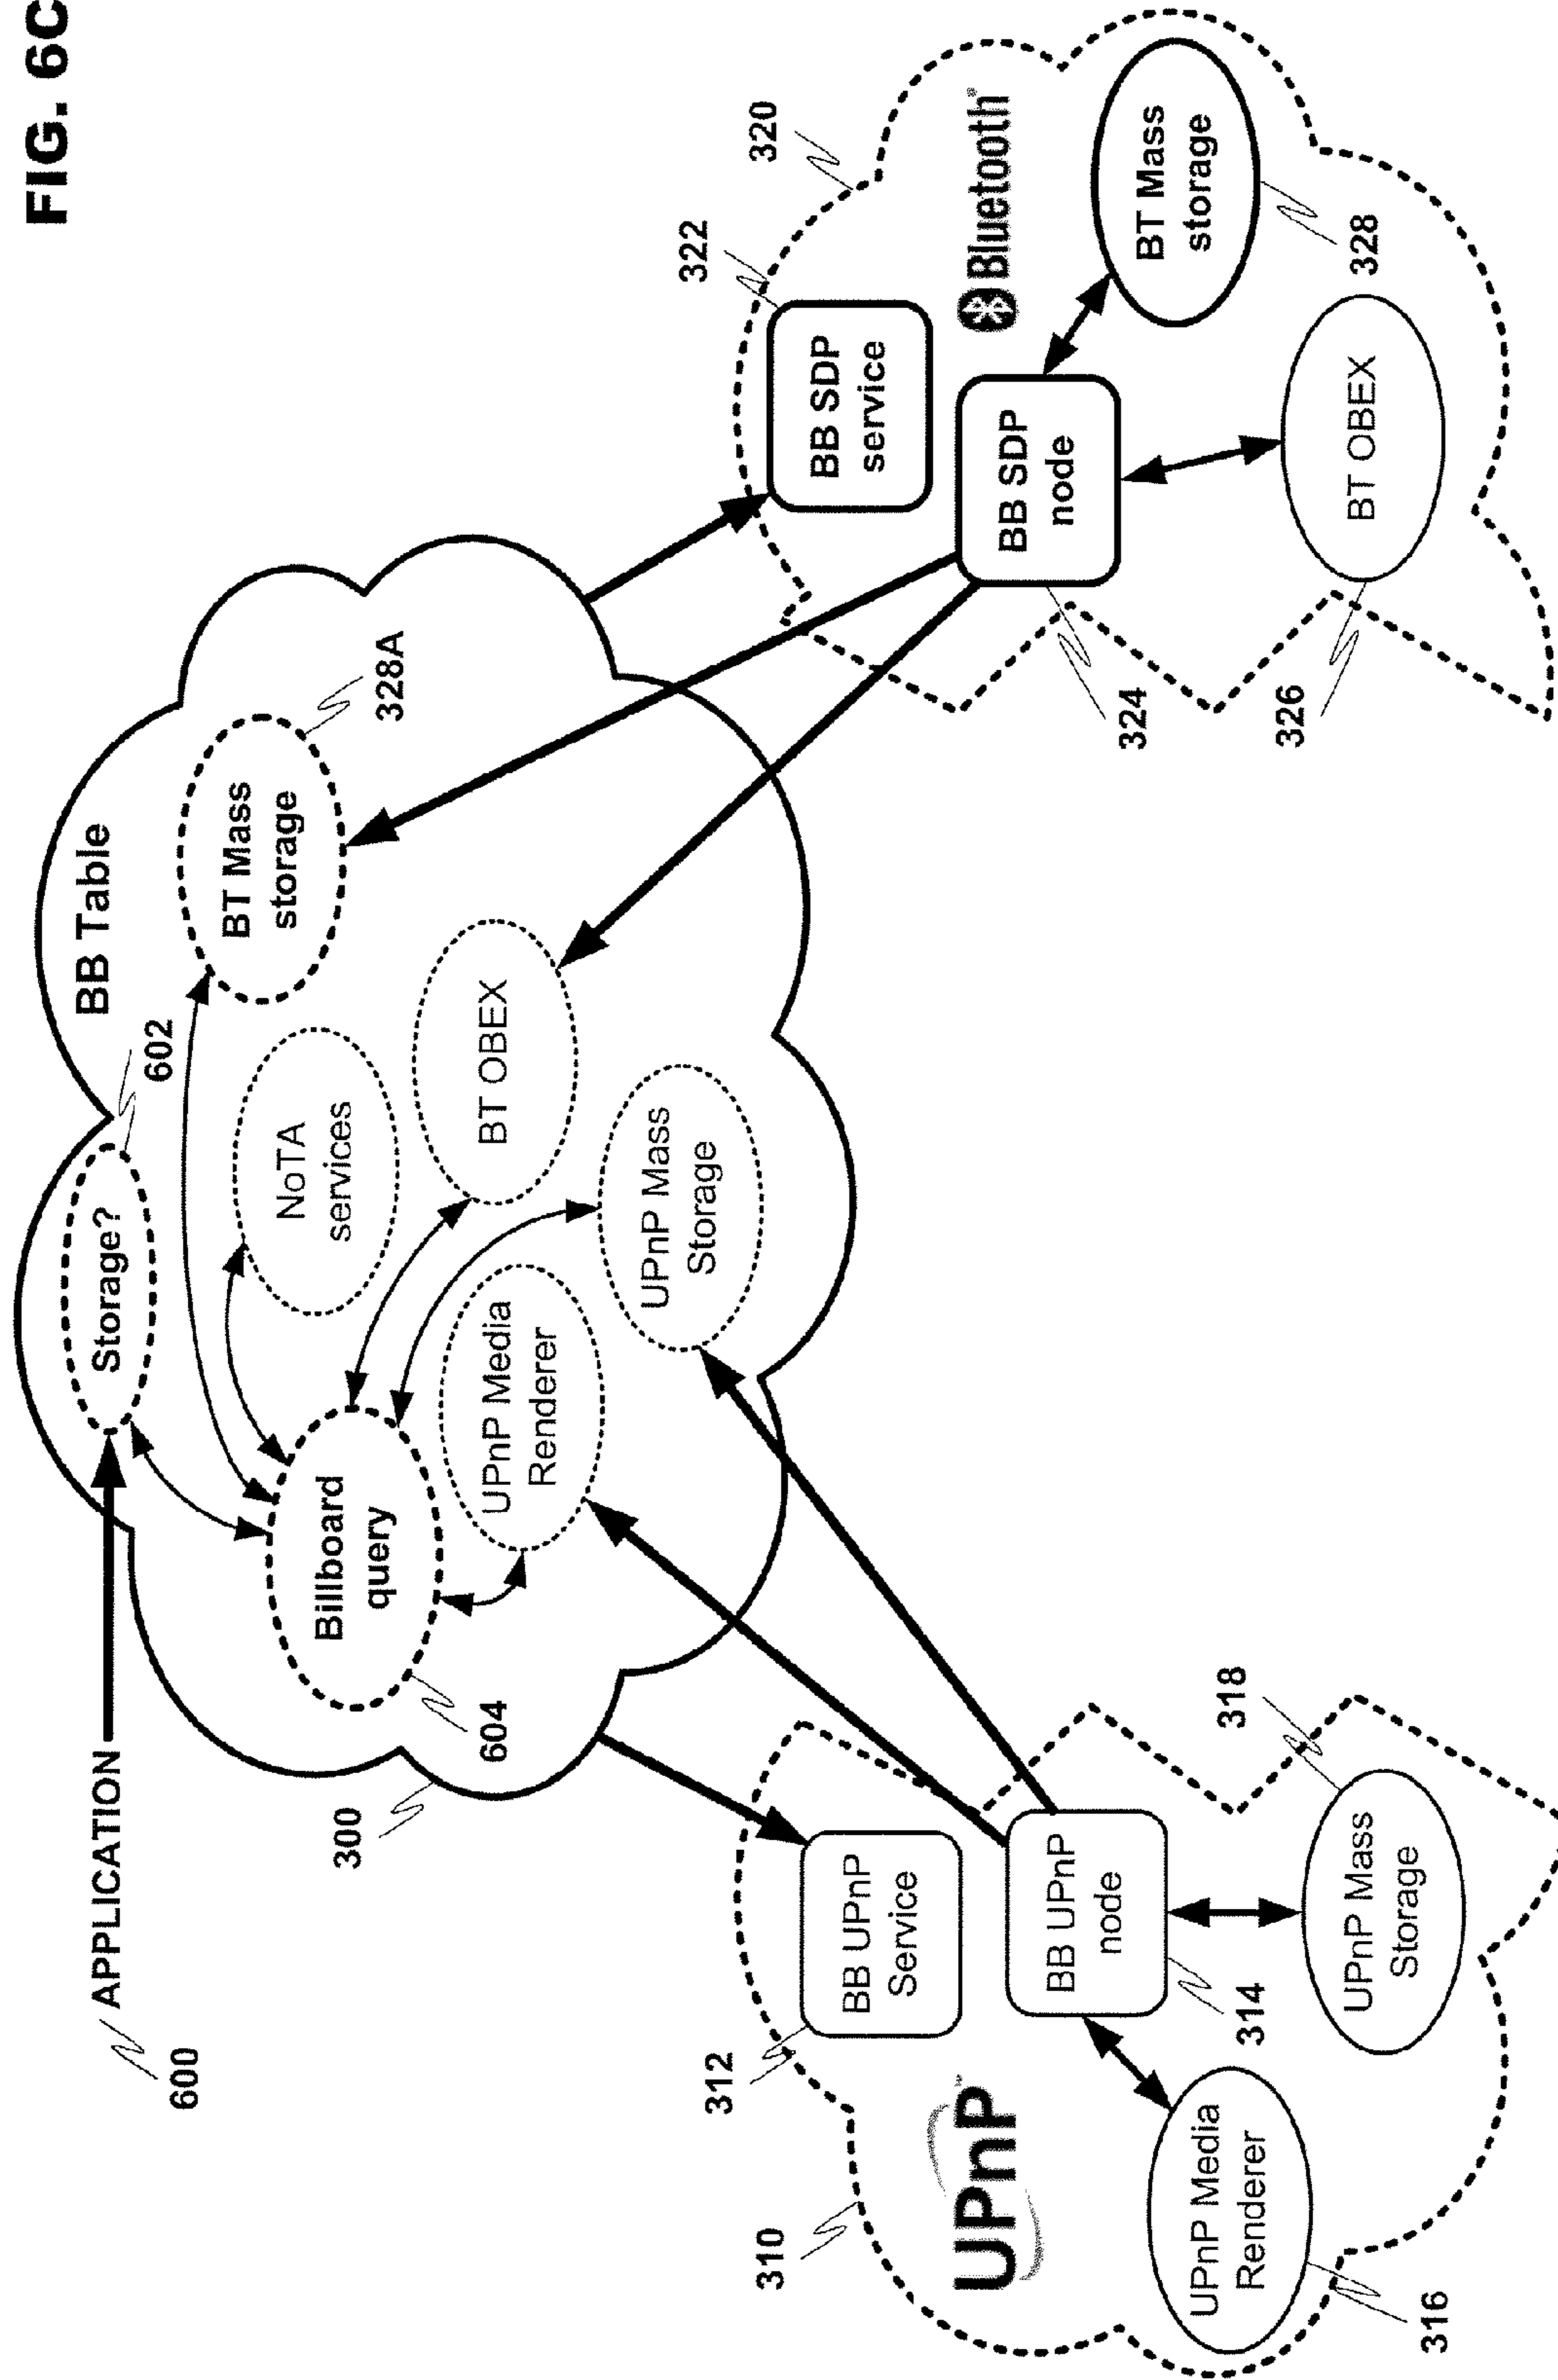 FIG. 6C
APPLICATION
600
Storage?
602
BB Table
300
Billboard
query
604
NoTA
services
BT Mass
storage
328A
BT OBEX
UPnP Media
Renderer
UPnP Mass
Storage
310
312
BB UPnP
Service
UPnP
BB UPnP
node
314
UPnP Media
Renderer
316
UPnP Mass
Storage
318
320
322
BB SDP
service
Bluetooth
BB SDP
node
324
BT OBEX
326
BT Mass
storage
328